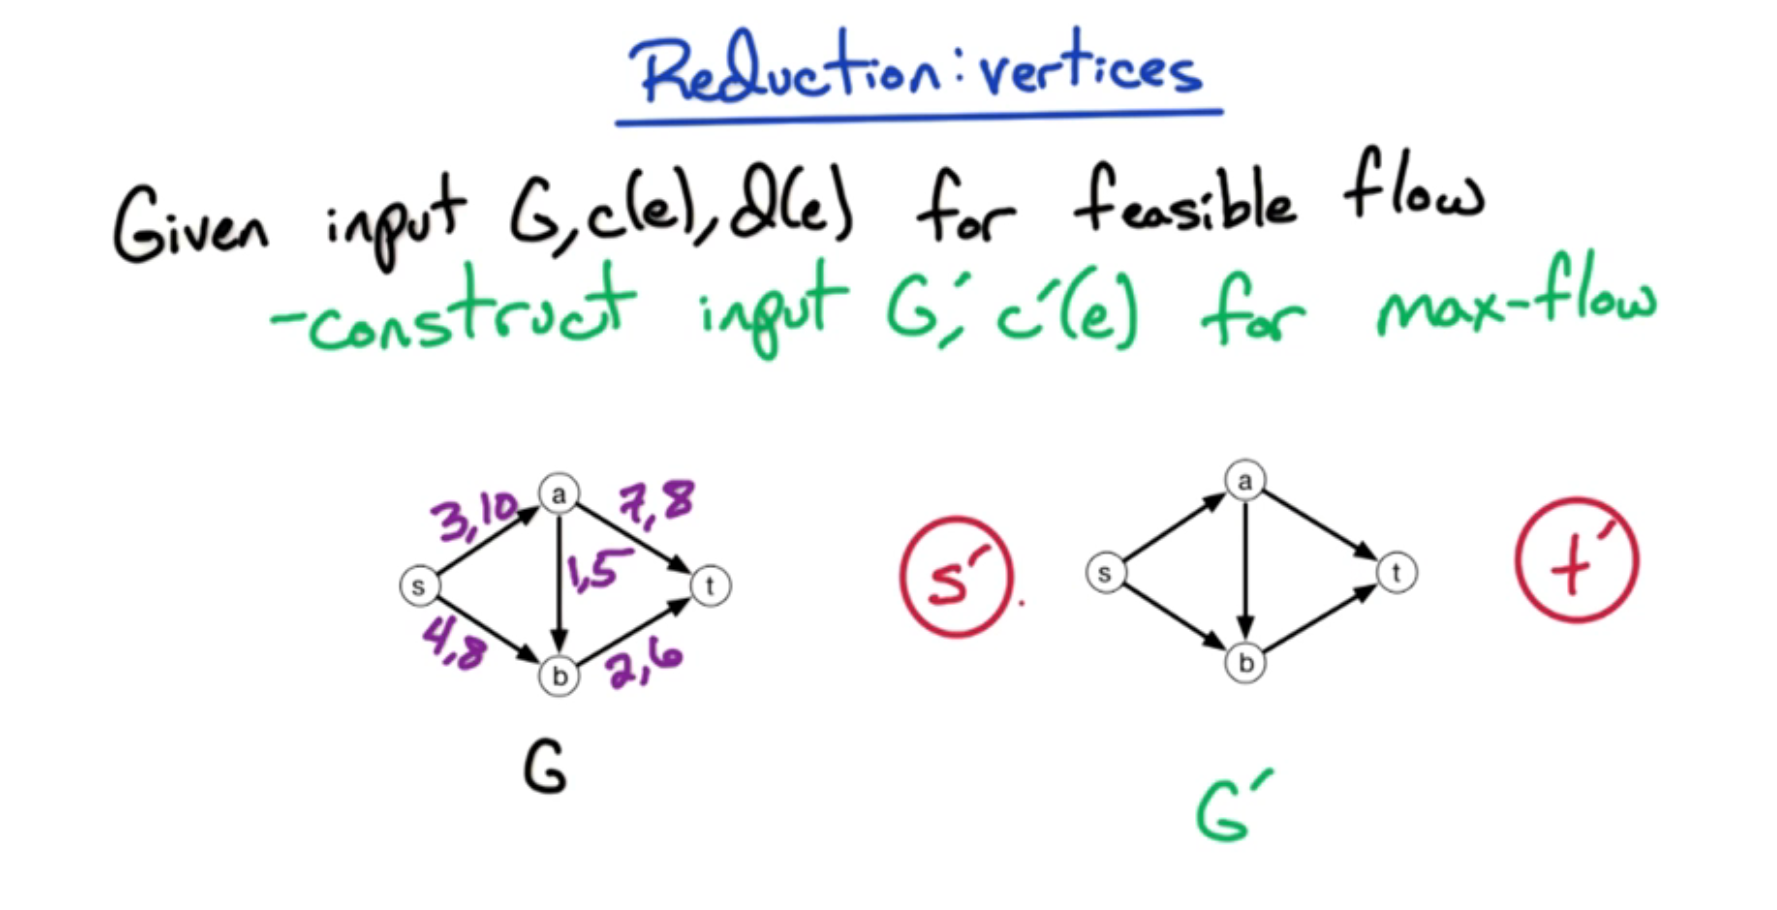 Reduction: vertices
Given input G, c(e), d(e) for feasible flow
- construct input G', c'(e) for max-flow
3,10
a
7,8
s
1,5
t
4,8
b
2,6
G
s'
a
s
t
b
t'
G'